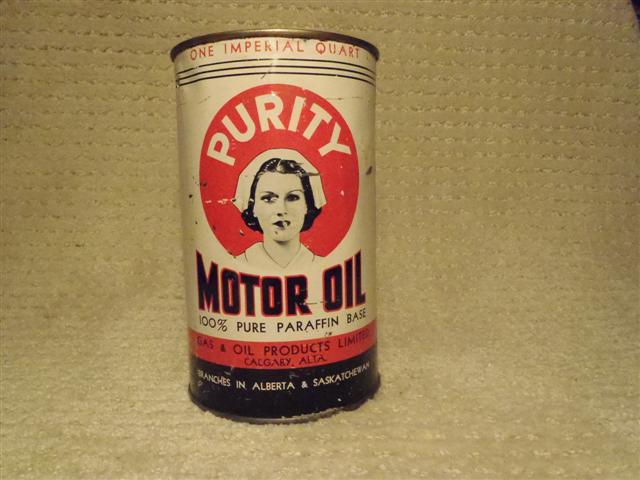 ONE IMPERIAL QUART
PURITY
MOTOR OIL
100% PURE PARAFFIN BASE
GAS & OIL PRODUCTS LIMITED
CALGARY, ALTA.
BRANCHES IN ALBERTA & SASKATCHEWAN